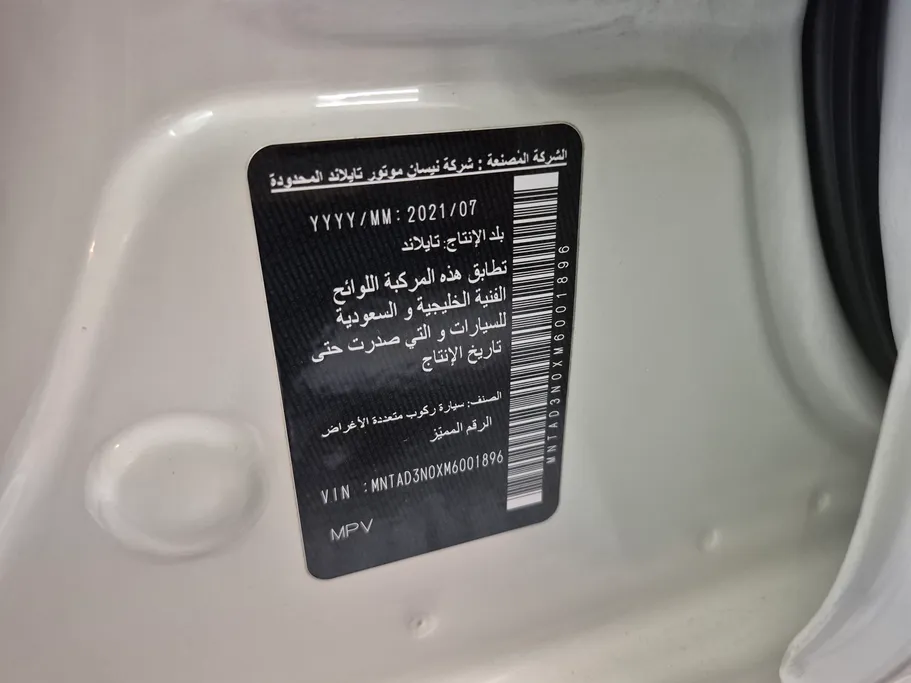 الشركة المُصنعة : شركة نيسان موتور تايلاند المحدودة
YYYY/MM: 2021/07
بلد الإنتاج: تايلاند
تطابق هذه المركبة اللوائح
الفنية الخليجية و السعودية
للسيارات و التي صدرت حتى
تاريخ الإنتاج
الصنف: سيارة ركوب متعددة الأغراض
الرقم المميّز
VIN :MNTAD3N0XM6001896
MPV
MNTAD3N0XM6001896